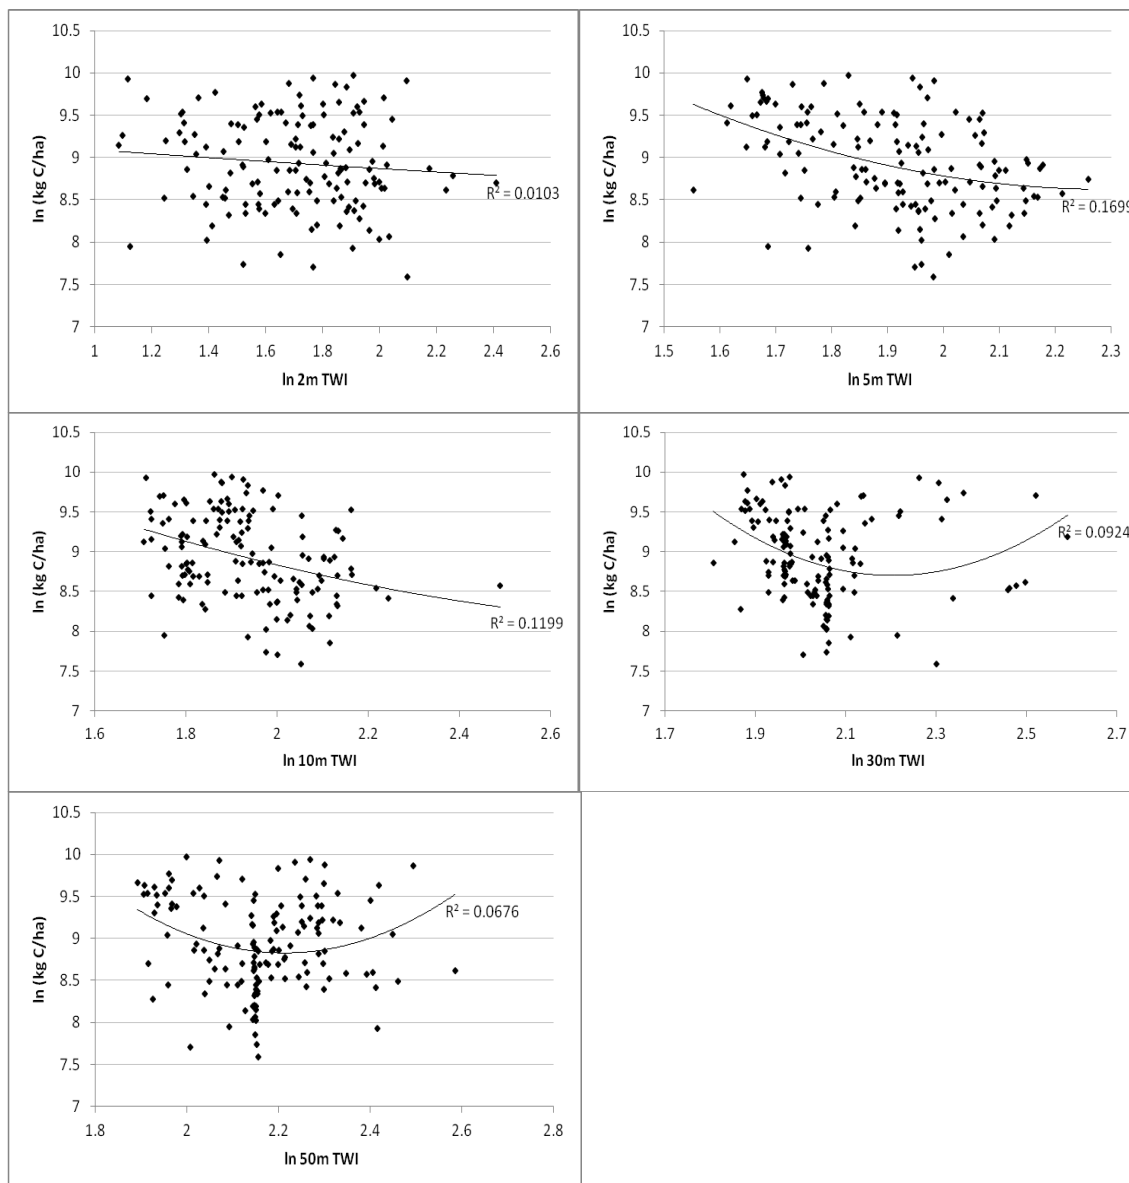 10.5
10
9.5
9
8.5
8
7.5
7
ln (kg C/ha)
R² = 0.0103
1 1.2 1.4 1.6 1.8 2 2.2 2.4 2.6
ln 2m TWI
10.5
10
9.5
9
8.5
8
7.5
7
ln (kg C/ha)
R² = 0.1699
1.5 1.6 1.7 1.8 1.9 2 2.1 2.2 2.3
ln 5m TWI
10.5
10
9.5
9
8.5
8
7.5
7
ln (kg C/ha)
R² = 0.1199
1.6 1.8 2 2.2 2.4 2.6
ln 10m TWI
10.5
10
9.5
9
8.5
8
7.5
7
ln (kg C/ha)
R² = 0.0924
1.7 1.9 2.1 2.3 2.5 2.7
ln 30m TWI
10.5
10
9.5
9
8.5
8
7.5
7
ln (kg C/ha)
R² = 0.0676
1.8 2 2.2 2.4 2.6 2.8
ln 50m TWI